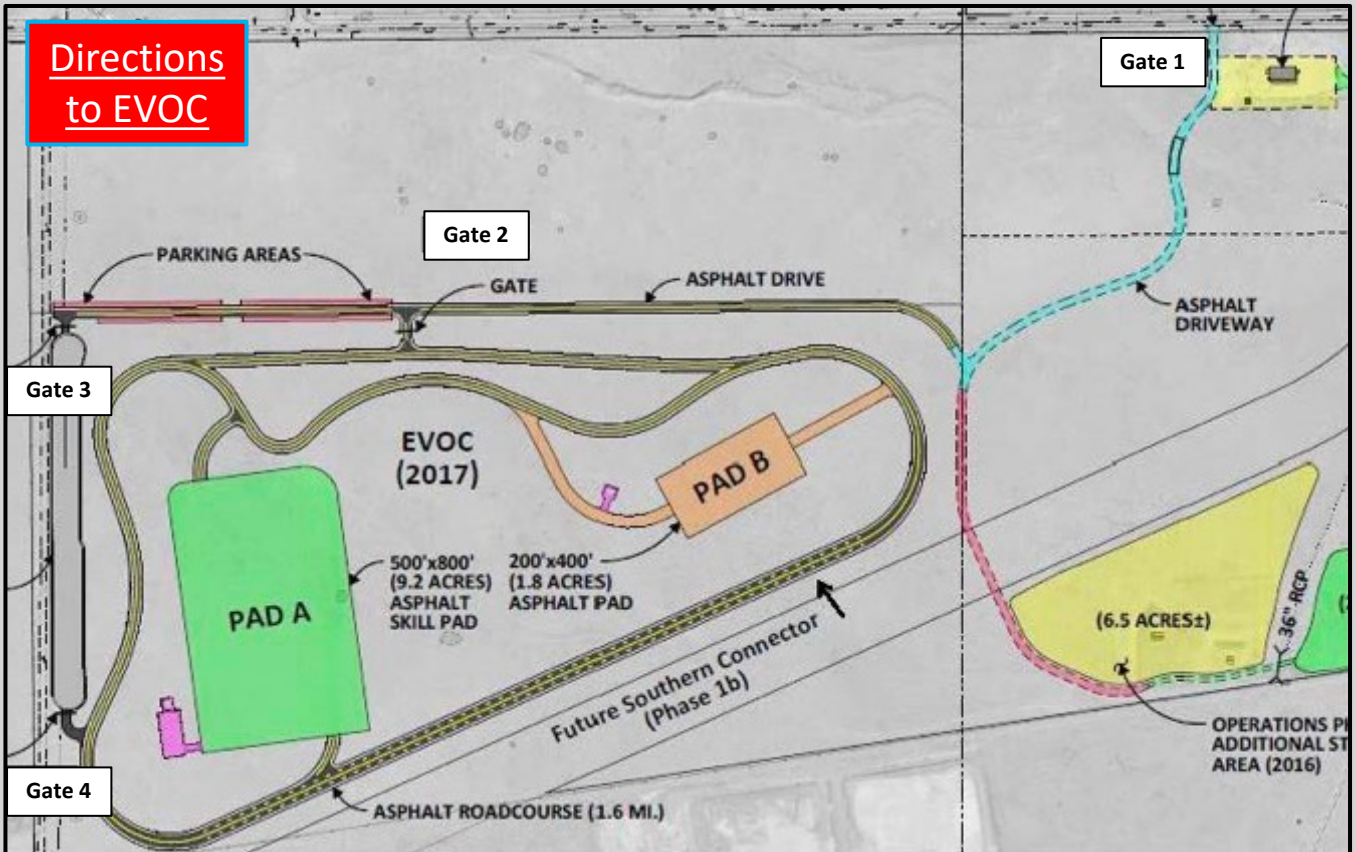 Directions
to EVOC
Gate 1
Gate 2
PARKING AREAS
GATE
ASPHALT DRIVE
ASPHALT
DRIVEWAY
Gate 3
EVOC
(2017)
PAD B
500'x800'
(9.2 ACRES)
ASPHALT
SKILL PAD
200'x400'
(1.8 ACRES)
ASPHALT PAD
PAD A
(6.5 ACRES±)
36" RCP
Future Southern Connector
(Phase 1b)
OPERATIONS
ADDITIONAL
AREA (2016)
Gate 4
ASPHALT ROADCOURSE (1.6 MI.)